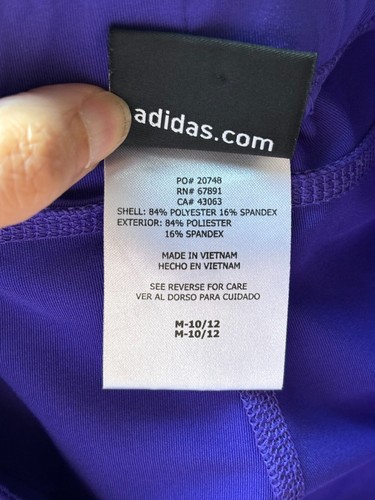 adidas.com
PO# 20748
RN# 67891
CA# 43063
SHELL: 84% POLYESTER 16% SPANDEX
EXTERIOR: 84% POLIESTER
16% SPANDEX
MADE IN VIETNAM
HECHO EN VIETNAM
SEE REVERSE FOR CARE
VER AL DORSO PARA CUIDADO
M-10/12
M-10/12